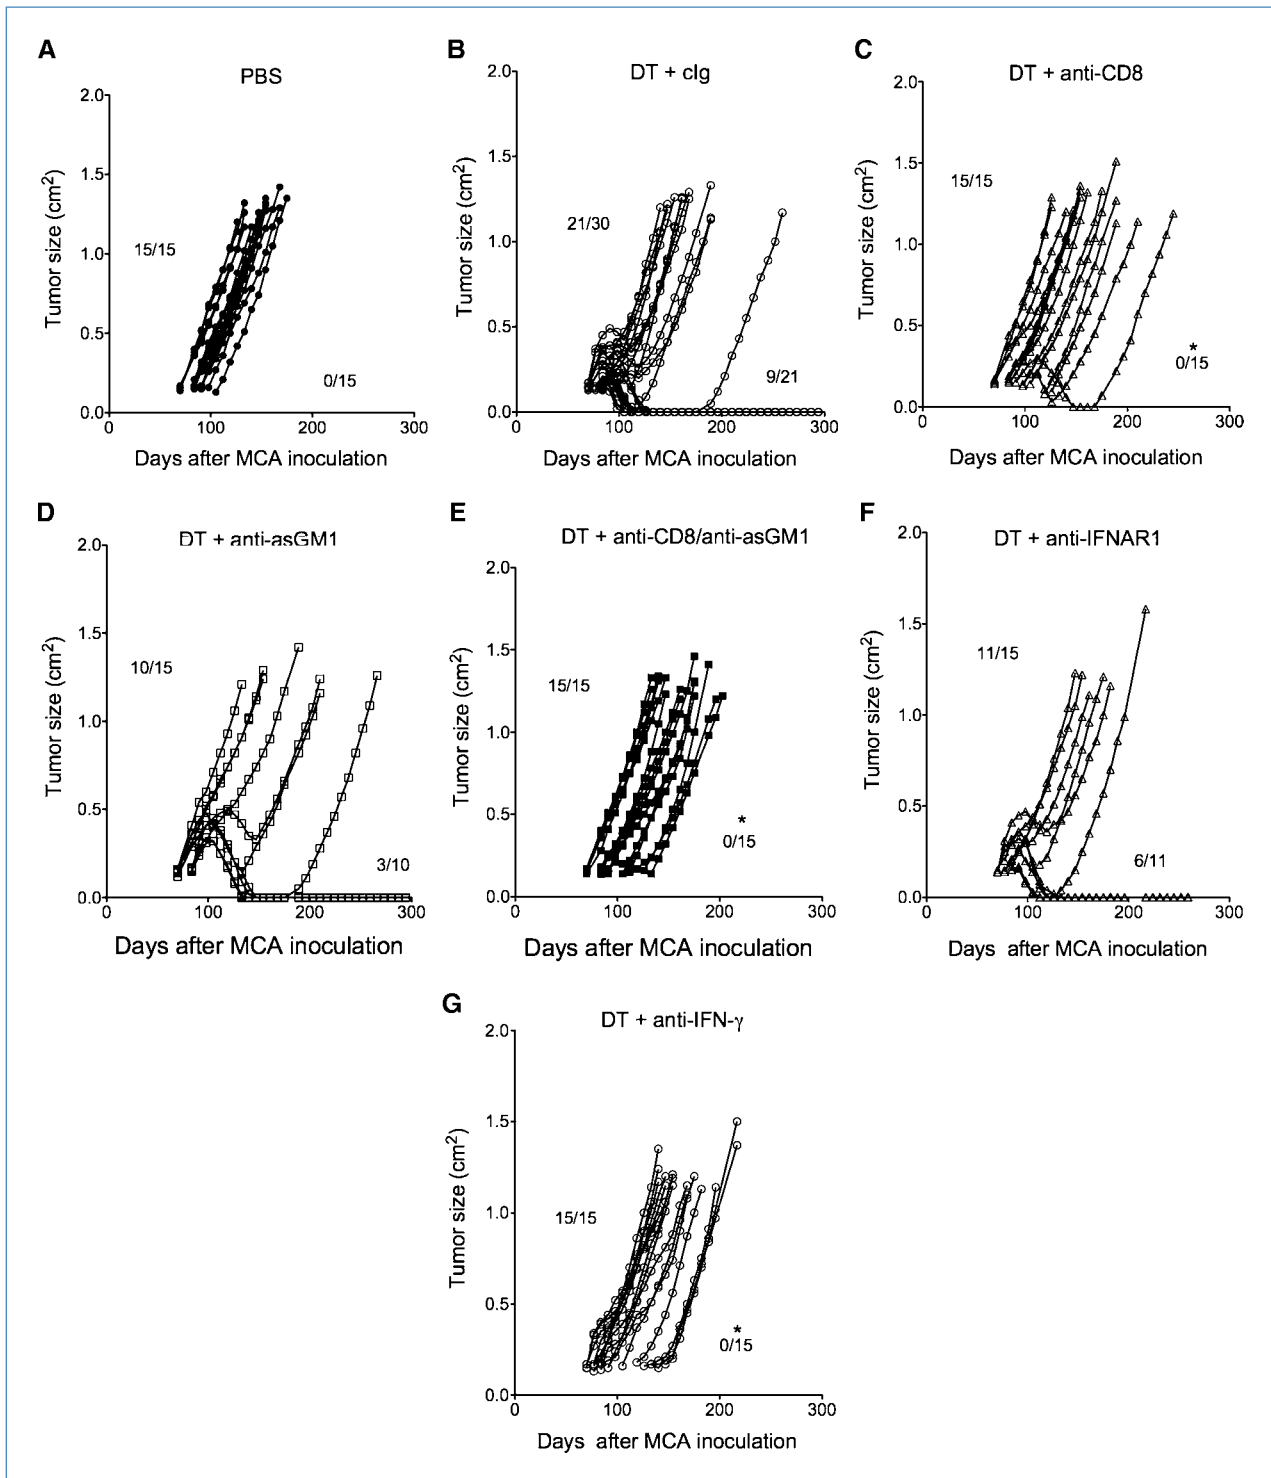 A
PBS
2.0
1.5
1.0
0.5
0.0
0
100
200
300
Tumor size (cm²)
Days after MCA inoculation
15/15
0/15
B
DT + cIg
2.0
1.5
1.0
0.5
0.0
0
100
200
300
Tumor size (cm²)
Days after MCA inoculation
21/30
9/21
C
DT + anti-CD8
2.0
1.5
1.0
0.5
0.0
0
100
200
300
Tumor size (cm²)
Days after MCA inoculation
15/15
*
0/15
D
DT + anti-asGM1
2.0
1.5
1.0
0.5
0.0
0
100
200
300
Tumor size (cm²)
Days after MCA inoculation
10/15
3/10
E
DT + anti-CD8/anti-asGM1
2.0
1.5
1.0
0.5
0.0
0
100
200
300
Tumor size (cm²)
Days after MCA inoculation
15/15
*
0/15
F
DT + anti-IFNAR1
2.0
1.5
1.0
0.5
0.0
0
100
200
300
Tumor size (cm²)
Days after MCA inoculation
11/15
6/11
G
DT + anti-IFN-γ
2.0
1.5
1.0
0.5
0.0
0
100
200
300
Tumor size (cm²)
Days after MCA inoculation
15/15
*
0/15